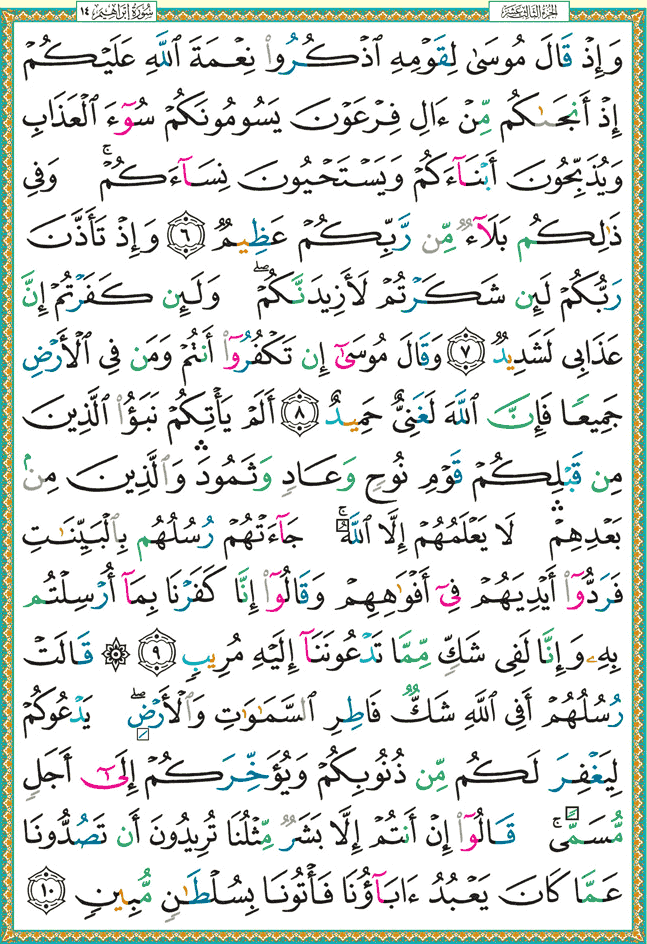 الجزء الثالث عشر
سورة إبراهيم ١٤
وَإِذْ قَالَ مُوسَىٰ لِقَوْمِهِ ٱذْكُرُوا۟ نِعْمَةَ ٱللَّهِ عَلَيْكُمْ
إِذْ أَنجَىٰكُم مِّنْ ءَالِ فِرْعَوْنَ يَسُومُونَكُمْ سُوٓءَ ٱلْعَذَابِ
وَيُذَبِّحُونَ أَبْنَآءَكُمْ وَيَسْتَحْيُونَ نِسَآءَكُمْ ۚ وَفِى
ذَٰلِكُم بَلَآءٌ مِّن رَّبِّكُمْ عَظِيمٌ ٦ وَإِذْ تَأَذَّنَ
رَبُّكُمْ لَئِن شَكَرْتُمْ لَأَزِيدَنَّكُمْ ۖ وَلَئِن كَفَرْتُمْ إِنَّ
عَذَابِى لَشَدِيدٌ ٧ وَقَالَ مُوسَىٰٓ إِن تَكْفُرُوٓا۟ أَنتُمْ وَمَن فِى ٱلْأَرْضِ
جَمِيعًا فَإِنَّ ٱللَّهَ لَغَنِىٌّ حَمِيدٌ ٨ أَلَمْ يَأْتِكُمْ نَبَؤُا۟ ٱلَّذِينَ
مِن قَبْلِكُمْ قَوْمِ نُوحٍ وَعَادٍ وَثَمُودَ ۛ وَٱلَّذِينَ مِنۢ
بَعْدِهِمْ ۛ لَا يَعْلَمُهُمْ إِلَّا ٱللَّهُ ۚ جَآءَتْهُمْ رُسُلُهُم بِٱلْبَيِّنَـٰتِ
فَرَدُّوٓا۟ أَيْدِيَهُمْ فِىٓ أَفْوَٰهِهِمْ وَقَالُوٓا۟ إِنَّا كَفَرْنَا بِمَآ أُرْسِلْتُم
بِهِۦ وَإِنَّا لَفِى شَكٍّ مِّمَّا تَدْعُونَنَآ إِلَيْهِ مُرِيبٍ ٩ ۞ قَالَتْ
رُسُلُهُمْ أَفِى ٱللَّهِ شَكٌّ فَاطِرِ ٱلسَّمَـٰوَٰتِ وَٱلْأَرْضِ ۖ يَدْعُوكُمْ
لِيَغْفِرَ لَكُم مِّن ذُنُوبِكُمْ وَيُؤَخِّرَكُمْ إِلَىٰٓ أَجَلٍ
مُّسَمًّى ۚ قَالُوٓا۟ إِنْ أَنتُمْ إِلَّا بَشَرٌ مِّثْلُنَا تُرِيدُونَ أَن تَصُدُّونَا
عَمَّا كَانَ يَعْبُدُ ءَابَآؤُنَا فَأْتُونَا بِسُلْطَـٰنٍ مُّبِينٍ ١٠